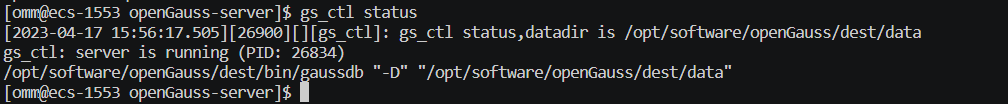 [omm@ecs-1553 openGauss-server]$ gs_ctl status
[2023-04-17 15:56:17.505][26900][][gs_ctl]: gs_ctl status,datadir is /opt/software/openGauss/dest/data
gs_ctl: server is running (PID: 26834)
/opt/software/openGauss/dest/bin/gaussdb "-D" "/opt/software/openGauss/dest/data"
[omm@ecs-1553 openGauss-server]$